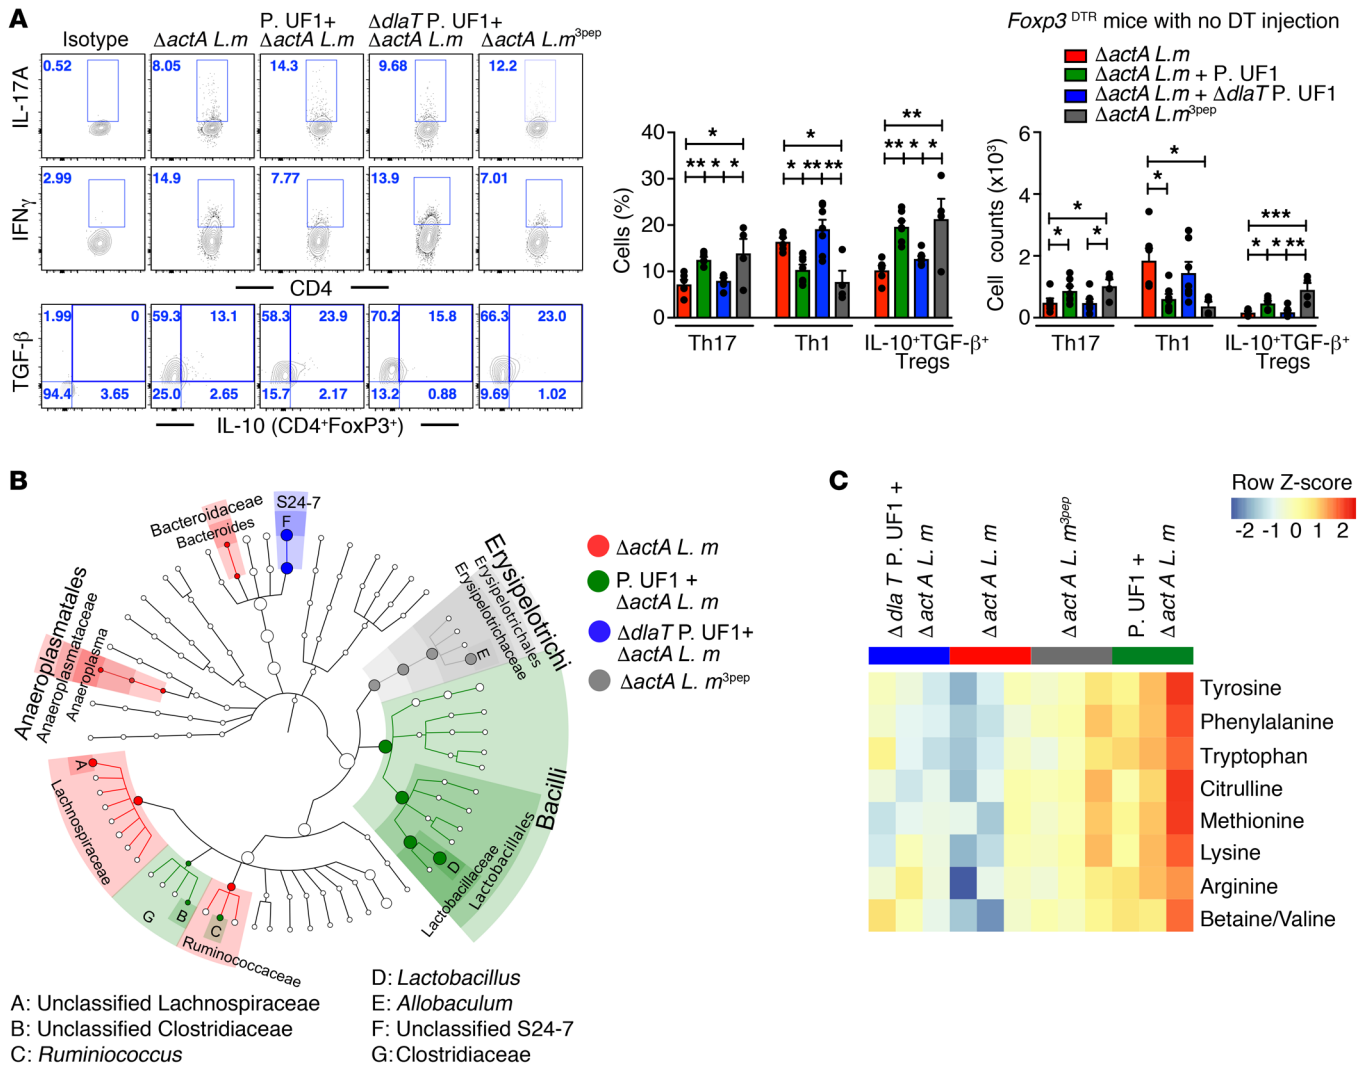 A
Isotype
ΔactA L.m
P. UF1+
ΔactA L.m
ΔdlaT P. UF1+
ΔactA L.m
ΔactA L.m3pep
IL-17A
0.52
8.05
14.3
9.68
12.2
IFNγ
2.99
14.9
7.77
13.9
7.01
CD4
TGF-β
1.99
0
59.3
13.1
58.3
23.9
70.2
15.8
66.3
23.0
94.4
3.65
25.0
2.65
15.7
2.17
13.2
0.88
9.69
1.02
IL-10 (CD4+FoxP3+)
Cells (%)
40
30
20
10
0
*
** * *
*
* ** **
**
** * *
Th17
Th1
IL-10+TGF-β+
Tregs
Foxp3 DTR mice with no DT injection
ΔactA L.m
ΔactA L.m + P. UF1
ΔactA L.m + ΔdlaT P. UF1
ΔactA L.m3pep
Cell counts (x10³)
6
4
2
0
*
* *
*
*
***
* * **
Th17
Th1
IL-10+TGF-β+
Tregs
B
Bacteroidaceae
Bacteroides
S24-7
F
Erysipelotrichi
Erysipelotrichales
Erysipelotrichaceae
E
Anaeroplasmatales
Anaeroplasmataceae
Anaeroplasma
Bacilli
Lactobacillales
Lactobacillaceae
D
A
Lachnospiraceae
G
B
C
Ruminococcaceae
ΔactA L. m
P. UF1 +
ΔactA L. m
ΔdlaT P. UF1+
ΔactA L. m
ΔactA L. m3pep
A: Unclassified Lachnospiraceae
B: Unclassified Clostridiaceae
C: Ruminiococcus
D: Lactobacillus
E: Allobaculum
F: Unclassified S24-7
G: Clostridiaceae
C
Δdla T P. UF1 +
Δact A L. m
Δact A L. m
Δact A L. m3pep
P. UF1 +
Δact A L. m
Row Z-score
-2 -1 0 1 2
Tyrosine
Phenylalanine
Tryptophan
Citrulline
Methionine
Lysine
Arginine
Betaine/Valine